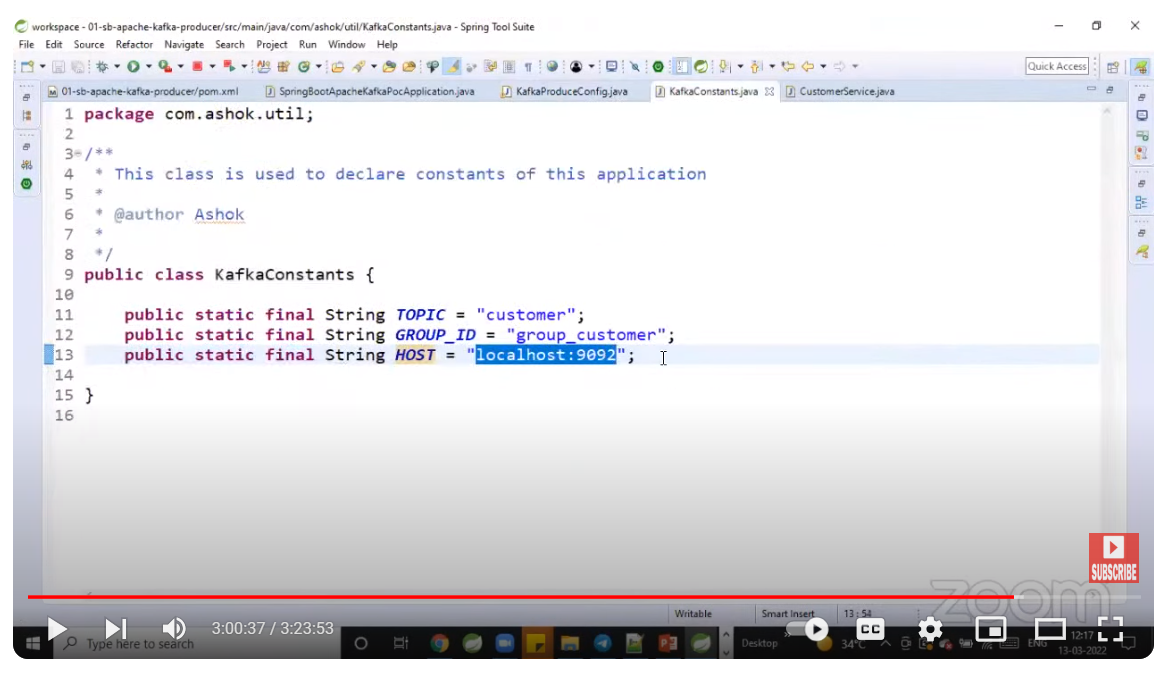 workspace - 01-sb-apache-kafka-producer/src/main/java/com/ashok/util/KafkaConstants.java - Spring Tool Suite
File Edit Source Refactor Navigate Search Project Run Window Help
Quick Access
01-sb-apache-kafka-producer/pom.xml SpringBootApacheKafkaPocApplication.java KafkaProduceConfig.java KafkaConstants.java CustomerService.java
1 package com.ashok.util;
2
3 /**
4 * This class is used to declare constants of this application
5 *
6 * @author Ashok
7 *
8 */
9 public class KafkaConstants {
10
11 public static final String TOPIC = "customer";
12 public static final String GROUP_ID = "group_customer";
13 public static final String HOST = "localhost:9092";
14
15 }
16
SUBSCRIBE
zoom
Writable Smart Insert 13 : 54
3:00:37 / 3:23:53
CC
Type here to search
Desktop
34°C
ENG
12:17
13-03-2022